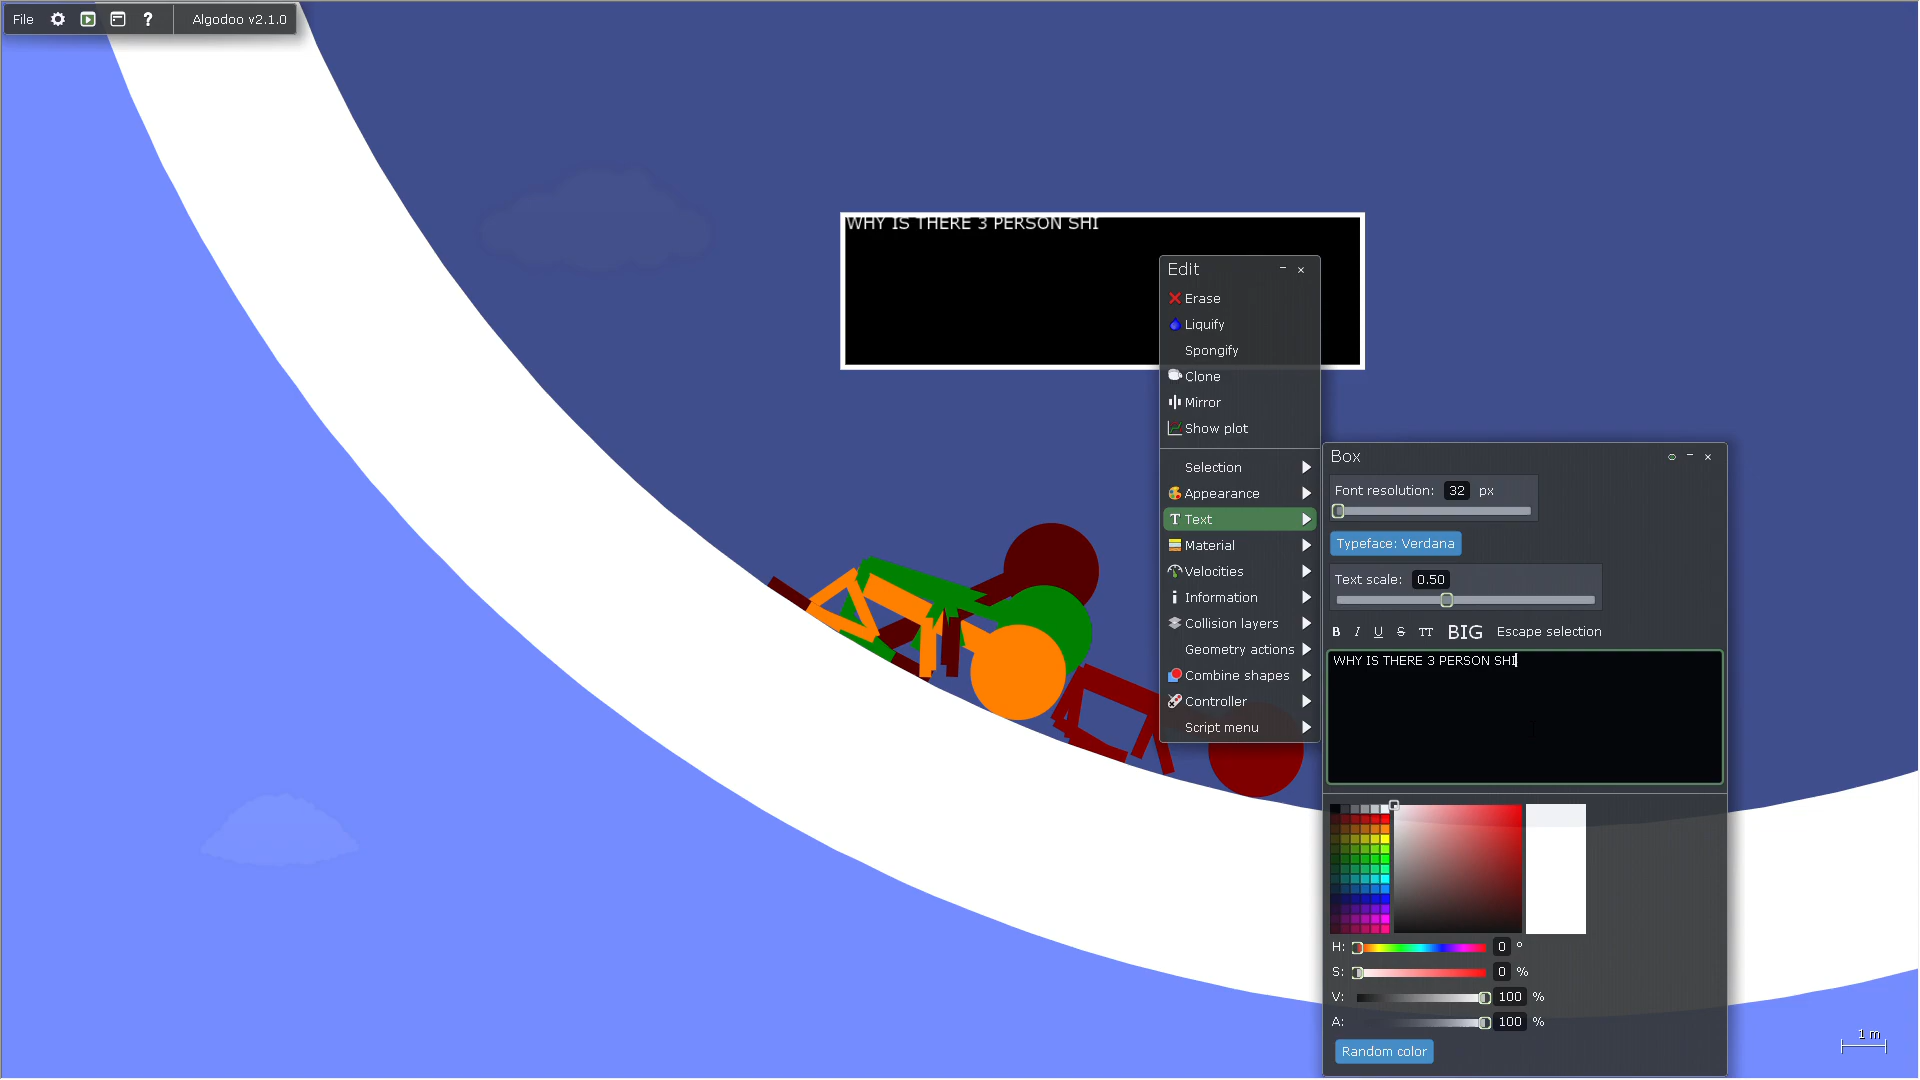 File ? Algodoo v2.1.0
WHY IS THERE 3 PERSON SHI
Edit
Erase
Liquify
Spongify
Clone
Mirror
Show plot
Selection
Appearance
T Text
Material
Velocities
Information
Collision layers
Geometry actions
Combine shapes
Controller
Script menu
Box
Font resolution: 32 px
Typeface: Verdana
Text scale: 0.50
B I U S TT BIG Escape selection
WHY IS THERE 3 PERSON SHI
H: 0 °
S: 0 %
V: 100 %
A: 100 %
Random color
1 m